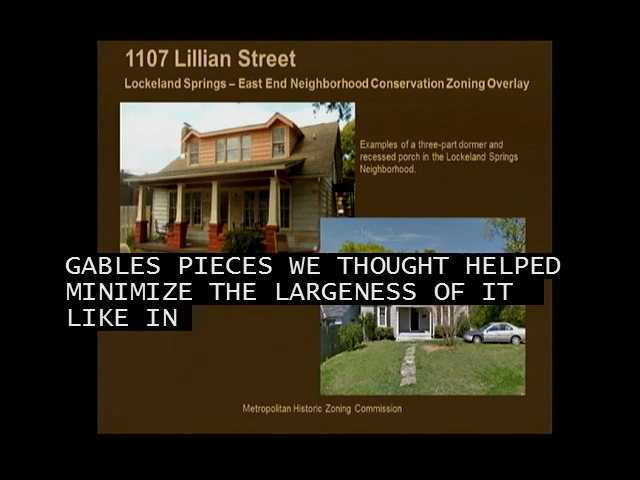 1107 Lillian Street
Lockeland Springs – East End Neighborhood Conservation Zoning Overlay
Examples of a three-part dormer and
recessed porch in the Lockeland Springs
Neighborhood.
GABLES PIECES WE THOUGHT HELPED
MINIMIZE THE LARGENESS OF IT
LIKE IN
Metropolitan Historic Zoning Commission